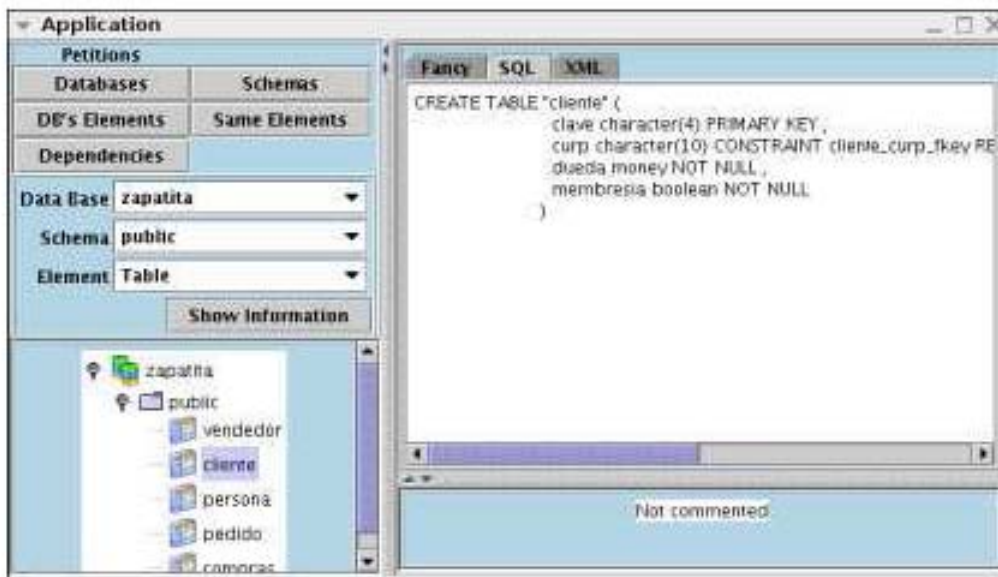 Application
Petitions
Databases
Schemas
DB's Elements
Same Elements
Dependencies
Data Base zapatita
Schema public
Element Table
Show Information
zapatita
public
vendedor
cliente
persona
pedido
compras
Fancy SQL XML
CREATE TABLE "cliente" (
clave character(4) PRIMARY KEY ,
curp character(10) CONSTRAINT cliente_curp_fkey RE
dueda money NOT NULL ,
membresia boolean NOT NULL
)
Not commented